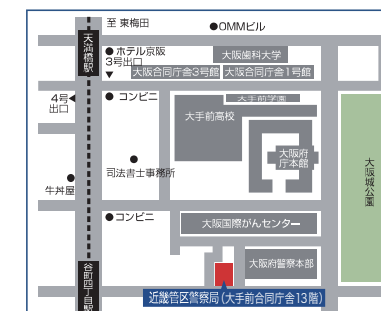 至 東梅田
●OMMビル
天満橋駅
●ホテル京阪
3号出口
▼
大阪歯科大学
大阪合同庁舎3号館
大阪合同庁舎1号館
4号◀
出口
●コンビニ
大手前学園
大手前高校
大阪府
庁本館
大阪城公園
●
司法書士事務所
●
牛丼屋
●コンビニ
大阪国際がんセンター
大阪府警察本部
谷町四丁目駅
近畿管区警察局(大手前合同庁舎13階)